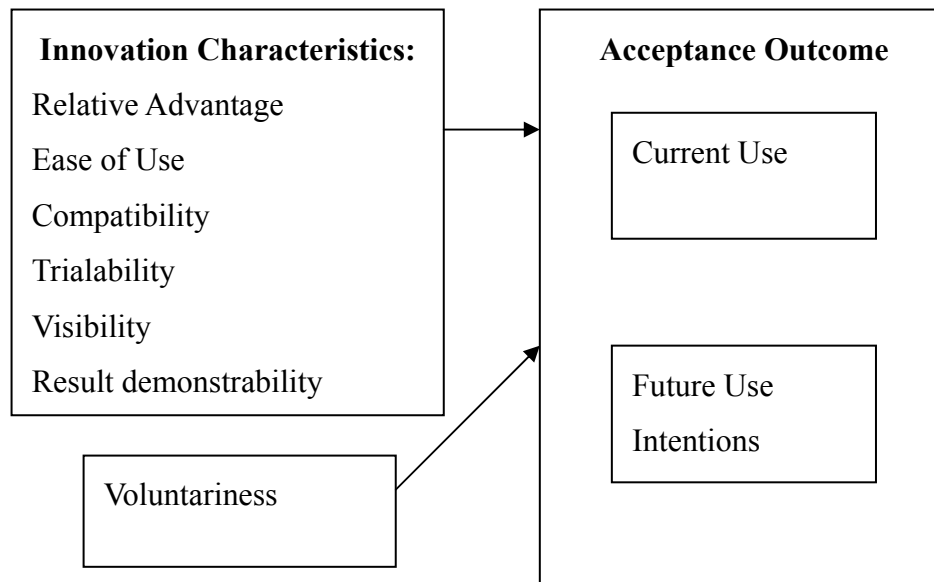 Innovation Characteristics:
Relative Advantage
Ease of Use
Compatibility
Trialability
Visibility
Result demonstrability
Voluntariness
Acceptance Outcome
Current Use
Future Use
Intentions